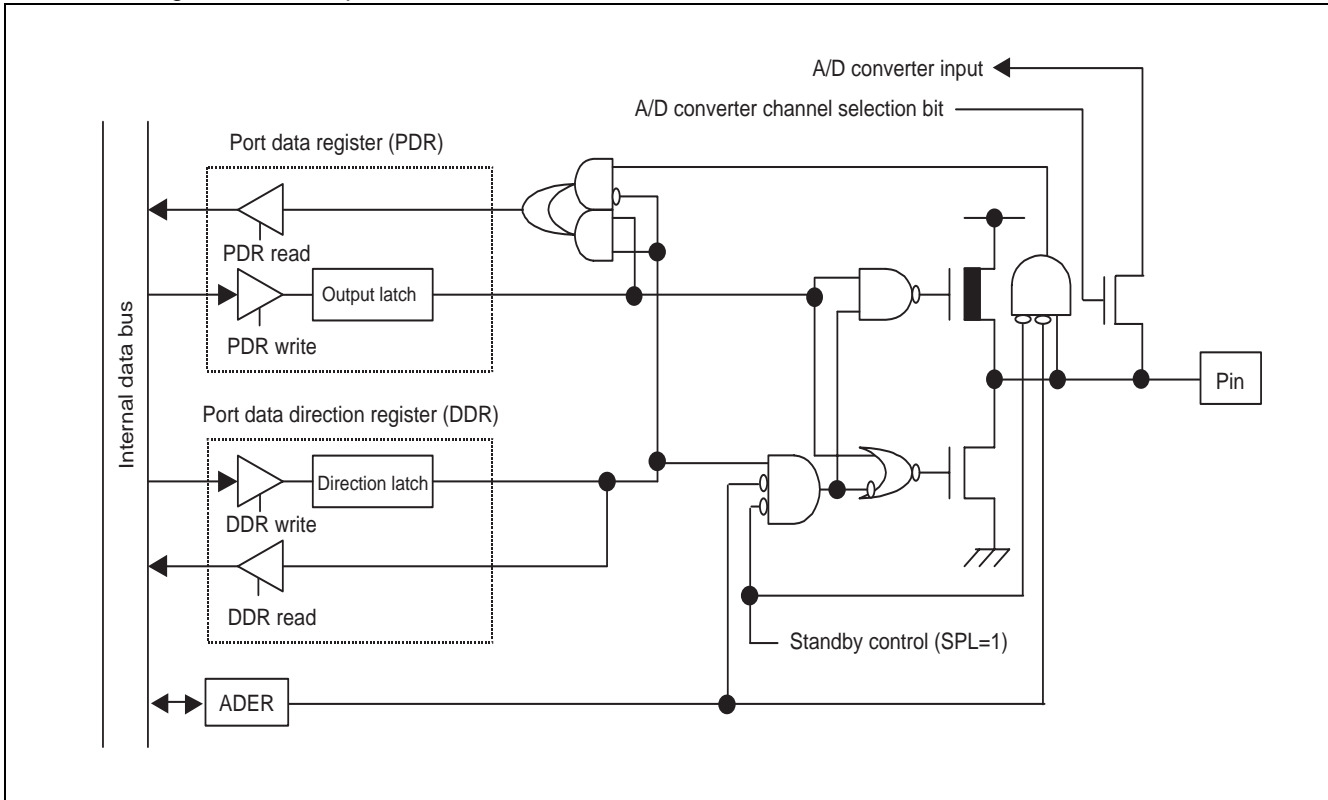 A/D converter input
A/D converter channel selection bit
Port data register (PDR)
PDR read
Output latch
PDR write
Internal data bus
Pin
Port data direction register (DDR)
Direction latch
DDR write
DDR read
Standby control (SPL=1)
ADER